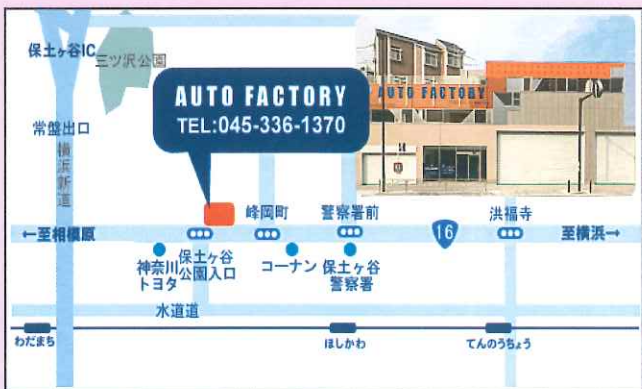 保土ヶ谷IC
三ツ沢公園
AUTO FACTORY
TEL:045-336-1370
AUTO FACTORY
常盤出口
横浜新道
峰岡町
警察署前
洪福寺
←至相模原
16
至横浜→
神奈川
トヨタ
保土ヶ谷
公園入口
コーナン
保土ヶ谷
警察署
水道道
わだまち
ほしかわ
てんのうちょう